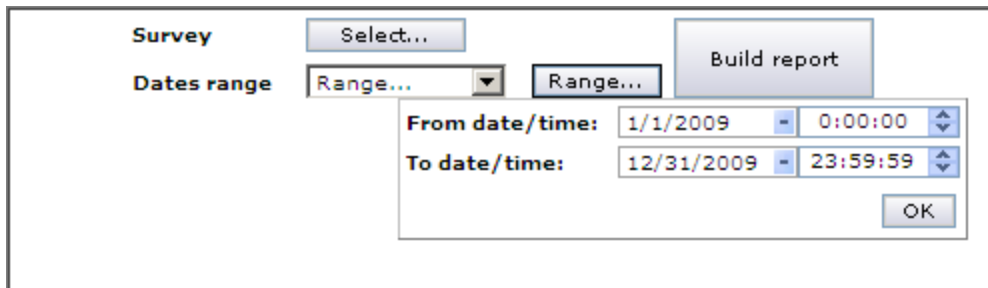 Survey Select...
Build report
Dates range Range... Range...
From date/time: 1/1/2009 0:00:00
To date/time: 12/31/2009 23:59:59
OK